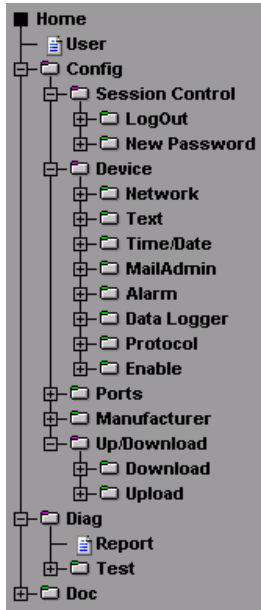 Home
User
Config
Session Control
LogOut
New Password
Device
Network
Text
Time/Date
MailAdmin
Alarm
Data Logger
Protocol
Enable
Ports
Manufacturer
Up/Download
Download
Upload
Diag
Report
Test
Doc